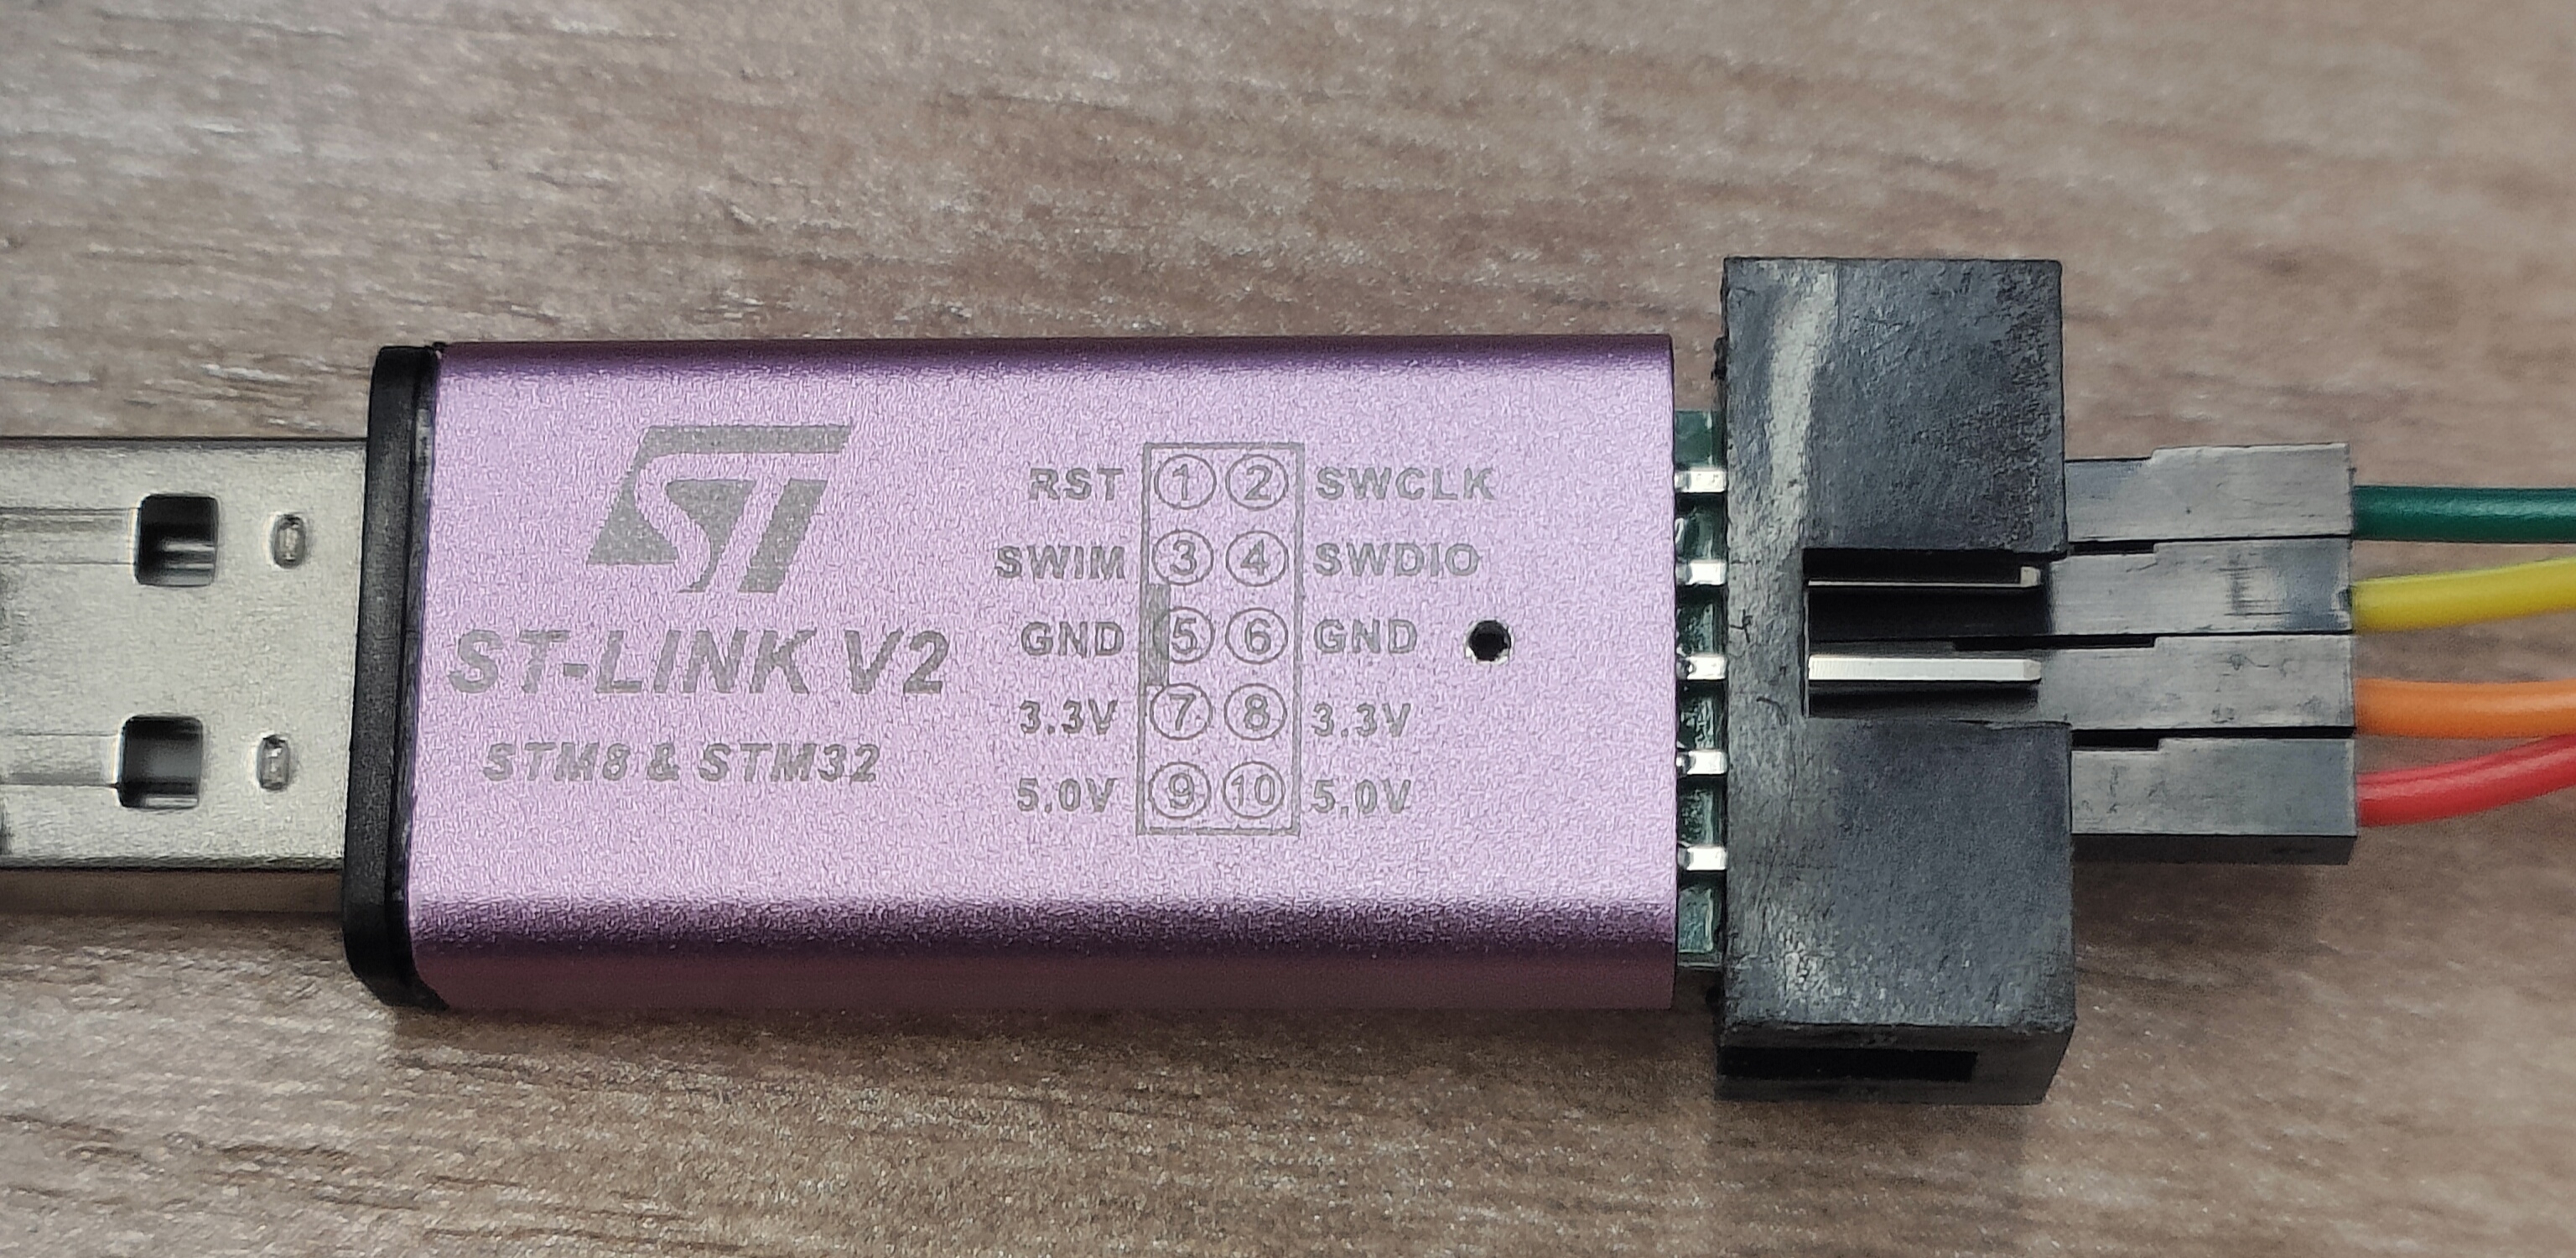 ST
ST-LINK V2
STM8 & STM32
RST 1 2 SWCLK
SWIM 3 4 SWDIO
GND 5 6 GND
3.3V 7 8 3.3V
5.0V 9 10 5.0V